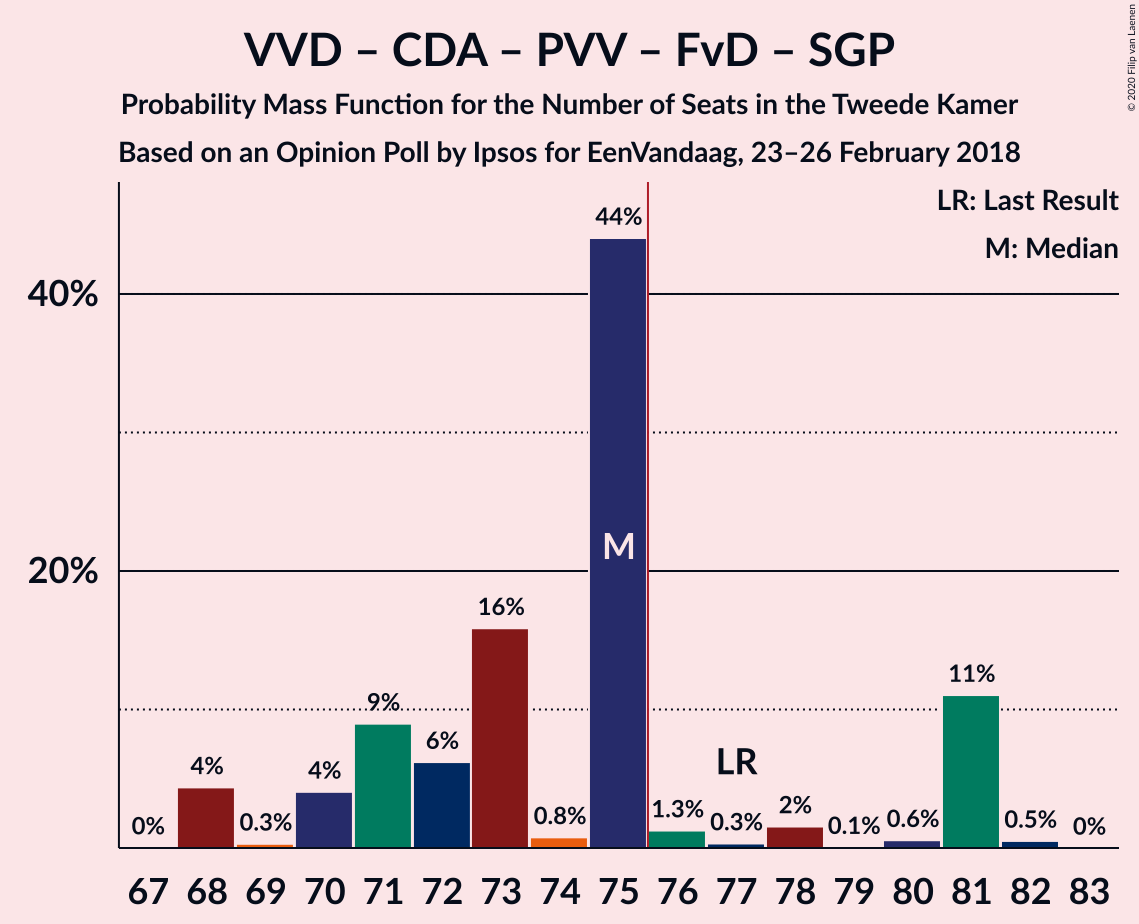 VVD – CDA – PVV – FvD – SGP
Probability Mass Function for the Number of Seats in the Tweede Kamer
Based on an Opinion Poll by Ipsos for EenVandaag, 23–26 February 2018
© 2020 Filip van Laenen
LR: Last Result
M: Median
40%
20%
0%
4%
0.3%
4%
9%
6%
16%
0.8%
44%
M
1.3%
0.3%
LR
2%
0.1%
0.6%
11%
0.5%
0%
67 68 69 70 71 72 73 74 75 76 77 78 79 80 81 82 83